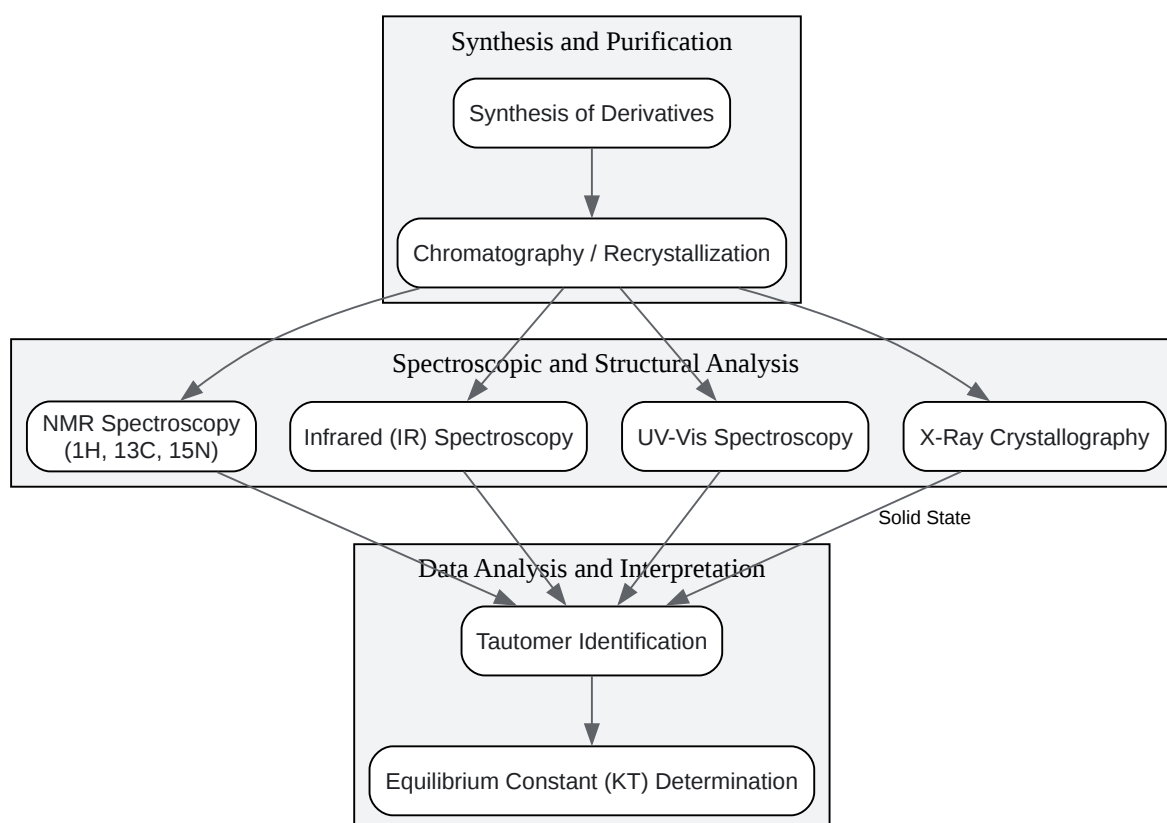 Synthesis and Purification
Synthesis of Derivatives
Chromatography / Recrystallization
Spectroscopic and Structural Analysis
NMR Spectroscopy
(1H, 13C, 15N)
Infrared (IR) Spectroscopy
UV-Vis Spectroscopy
X-Ray Crystallography
Solid State
Data Analysis and Interpretation
Tautomer Identification
Equilibrium Constant (KT) Determination